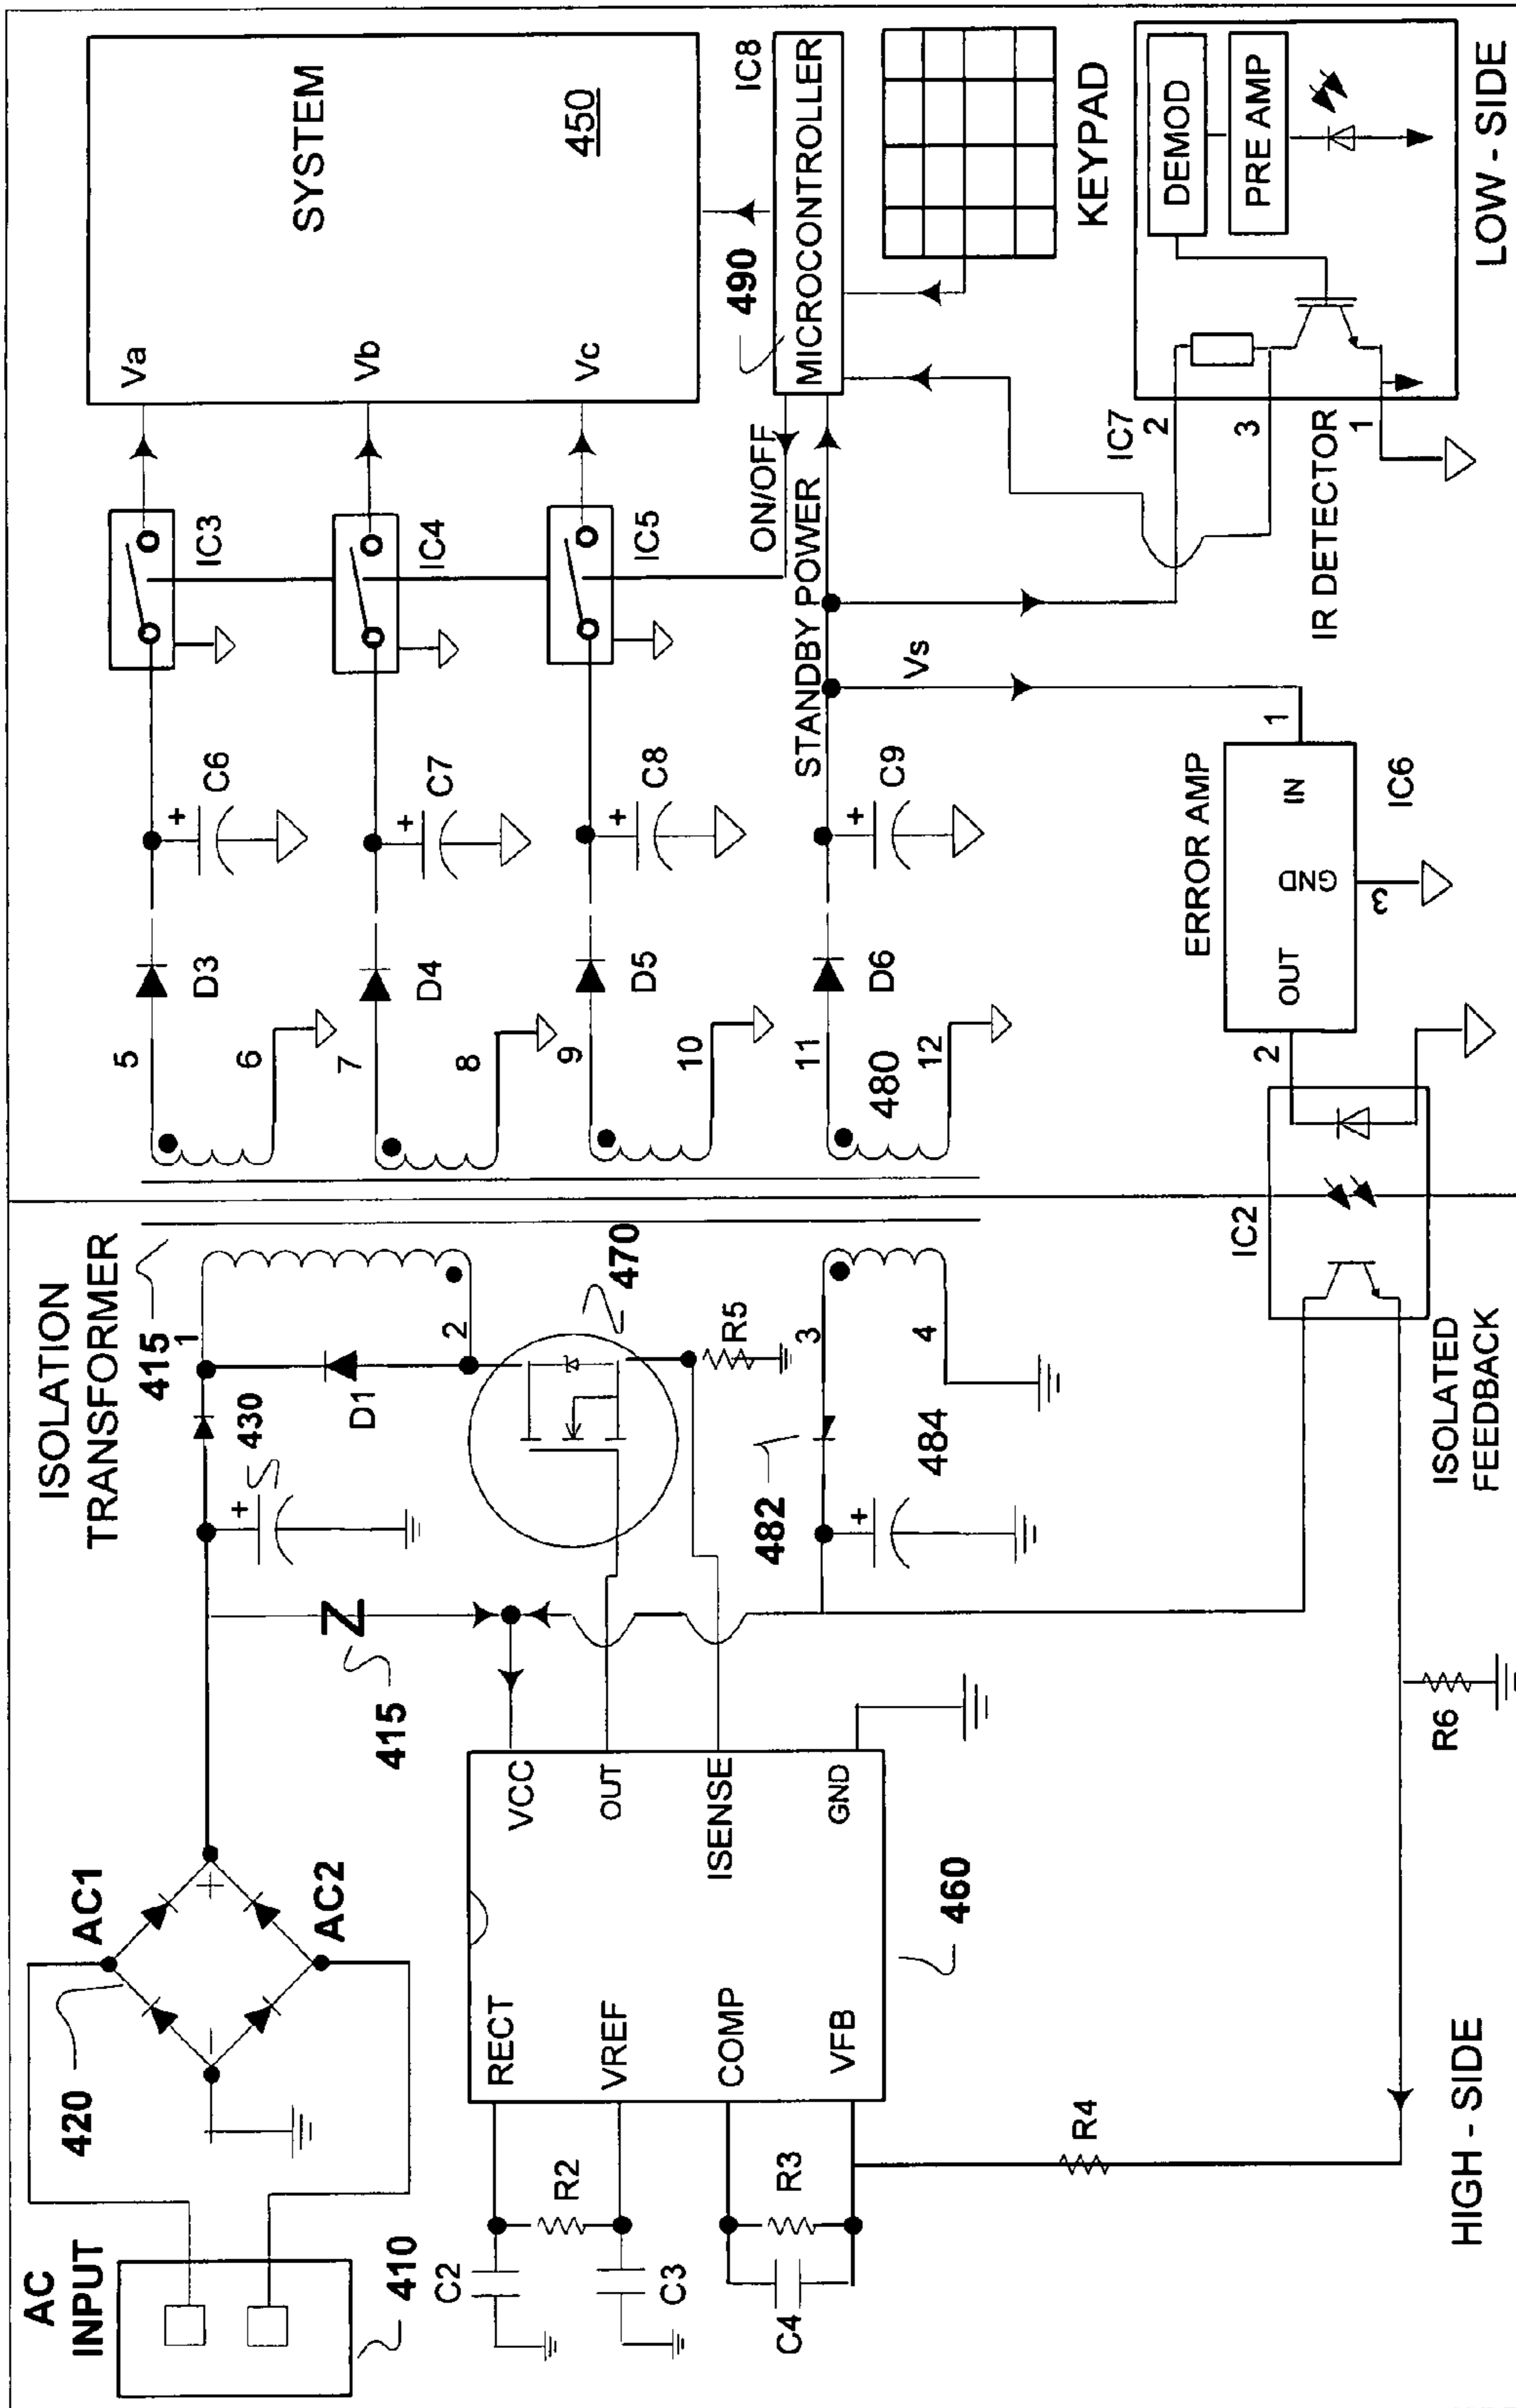 AC
INPUT
410
420
AC1
AC2
+
−
415
Z
430
+
ISOLATION
TRANSFORMER
415
1
2
D1
470
R5
3
4
482
484
+
RECT
VREF
COMP
VFB
VCC
OUT
ISENSE
GND
460
C2
R2
C3
C4
R3
R4
R6
HIGH - SIDE
ISOLATED
FEEDBACK
IC2
5
6
D3
+
C6
IC3
Va
7
8
D4
+
C7
IC4
Vb
9
10
D5
+
C8
IC5
Vc
SYSTEM
450
11
12
480
D6
+
C9
STANDBY POWER
ON/OFF
Vs
490
MICROCONTROLLER
IC8
KEYPAD
ERROR AMP
2
OUT
GND
IN
1
3
IC6
IR DETECTOR
IC7
2
3
1
DEMOD
PRE AMP
LOW - SIDE